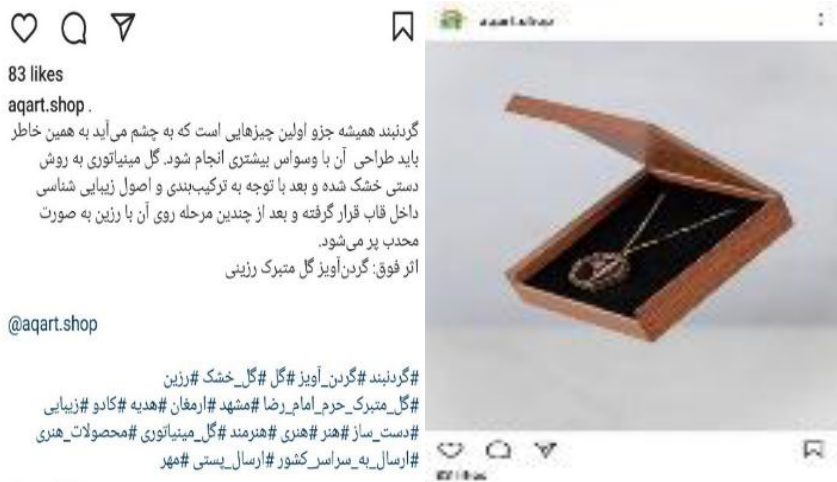 83 likes
aqart.shop .
گردنبند همیشه جزو اولین چیزهایی است که به چشم می‌آید به همین خاطر
باید طراحی آن با وسواس بیشتری انجام شود. گل مینیاتوری به روش
دستی خشک شده و بعد با توجه به ترکیب‌بندی و اصول زیبایی شناسی
داخل قاب قرار گرفته و بعد از چندین مرحله روی آن با رزین به صورت
محدب پر می‌شود.
اثر فوق: گردن‌آویز گل متبرک رزینی
@aqart.shop
#گردنبند #گردن_آویز #گل #گل_خشک #رزین
#گل_متبرک_حرم_امام_رضا #مشهد #ارمغان #هدیه #کادو #زیبایی
#دست_ساز #هنر #هنری #هنرمند #گل_مینیاتوری #محصولات_هنری
#ارسال_به_سراسر_کشور #ارسال_پستی #مهر
aqart.shop
83 likes